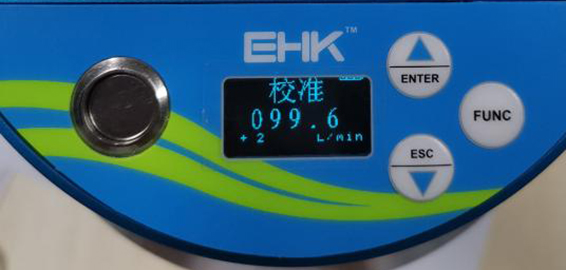 EHK™
校准
099.6
+2 L/min
ENTER
FUNC
ESC